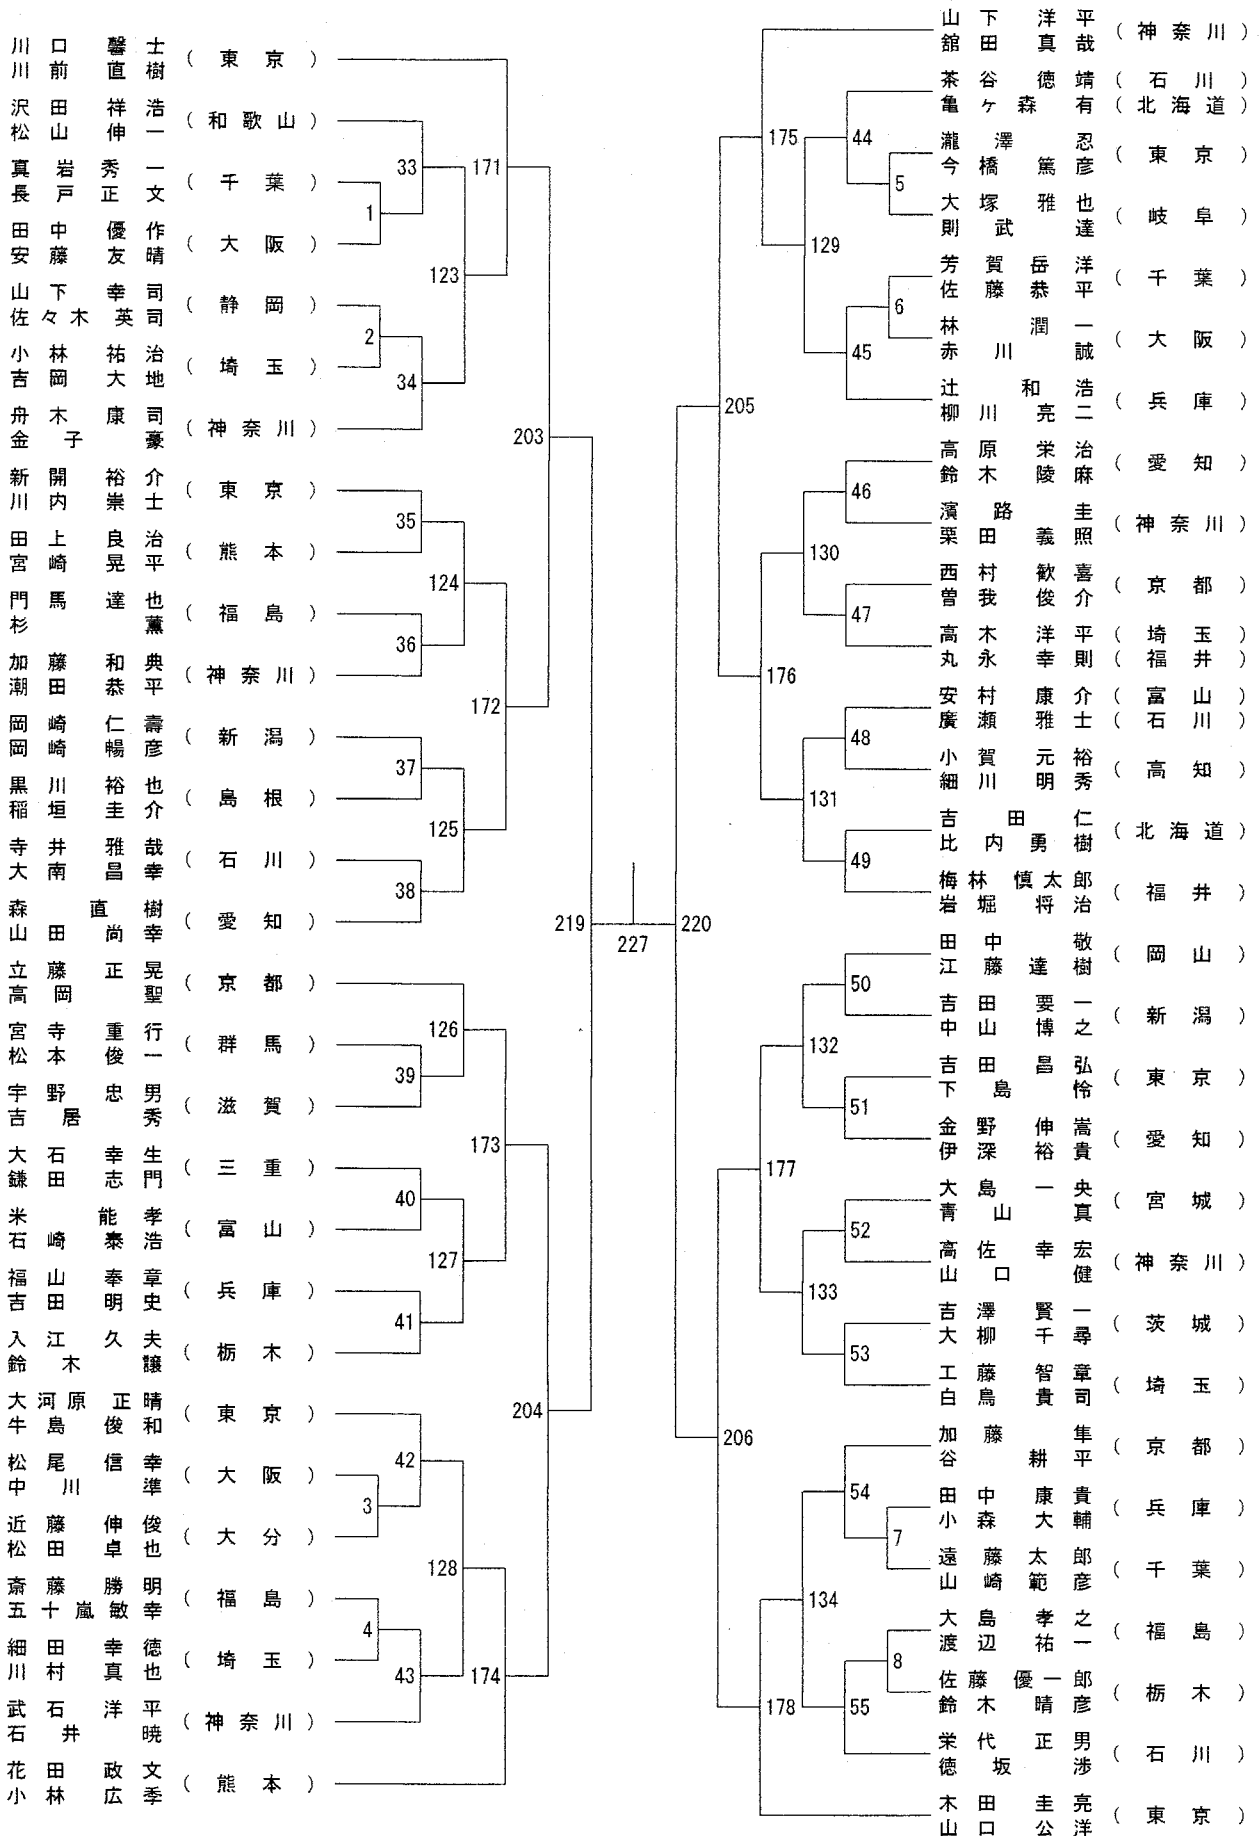 川口馨士
川前直樹
(東京)
沢田祥浩
松山伸一
(和歌山)
真岩秀一
長戸正文
(千葉)
田中優作
安藤友晴
(大阪)
山下幸司
佐々木英司
(静岡)
小林祐治
吉岡大地
(埼玉)
舟木康司
金子豪
(神奈川)
新開裕介
川内崇士
(東京)
田上良治
宮崎晃平
(熊本)
門馬達也
杉薫
(福島)
加藤和典
潮田恭平
(神奈川)
岡崎仁壽
岡崎暢彦
(新潟)
黒川裕也
稲垣圭介
(島根)
寺井雅哉
大南昌幸
(石川)
森直樹
山田尚幸
(愛知)
立藤正晃
高岡聖
(京都)
宮寺重行
松本俊一
(群馬)
宇野忠男
吉居秀
(滋賀)
大石幸生
鎌田志門
(三重)
米能孝
石崎泰浩
(富山)
福山奉章
吉田明史
(兵庫)
入江久夫
鈴木譲
(栃木)
大河原正晴
牛島俊和
(東京)
松尾信幸
中川準
(大阪)
近藤伸俊
松田卓也
(大分)
斎藤勝明
五十嵐敏幸
(福島)
細田幸徳
川村真也
(埼玉)
武石洋平
石井暁
(神奈川)
花田政文
小林広季
(熊本)
1
2
3
4
33
34
35
36
37
38
39
40
41
42
43
123
124
125
126
127
128
171
172
173
174
203
204
219
227
220
205
206
175
176
177
178
129
130
131
132
133
134
44
45
46
47
48
49
50
51
52
53
54
55
5
6
7
8
山下洋平
舘田真哉
(神奈川)
茶谷徳靖(石川)
亀ヶ森有(北海道)
瀧澤忍
今橋篤彦
(東京)
大塚雅也
則武達
(岐阜)
芳賀岳洋
佐藤恭平
(千葉)
林潤一
赤川誠
(大阪)
辻和浩
柳川亮二
(兵庫)
高原栄治
鈴木陵麻
(愛知)
濱路圭
栗田義照
(神奈川)
西村歓喜
曽我俊介
(京都)
高木洋平(埼玉)
丸永幸則(福井)
安村康介(富山)
廣瀬雅士(石川)
小賀元裕
細川明秀
(高知)
吉田仁
比内勇樹
(北海道)
梅林慎太郎
岩堀将治
(福井)
田中敬
江藤達樹
(岡山)
吉田要一
中山博之
(新潟)
吉田昌弘
下島怜
(東京)
金野伸嵩
伊深裕貴
(愛知)
大島一央
青山真
(宮城)
高佐幸宏
山口健
(神奈川)
吉澤賢一
大柳千尋
(茨城)
工藤智章
白鳥貴司
(埼玉)
加藤隼
谷耕平
(京都)
田中康貴
小森大輔
(兵庫)
遠藤太郎
山崎範彦
(千葉)
大島孝之
渡辺祐一
(福島)
佐藤優一郎
鈴木晴彦
(栃木)
栄代正男
徳坂渉
(石川)
木田圭亮
山口公洋
(東京)